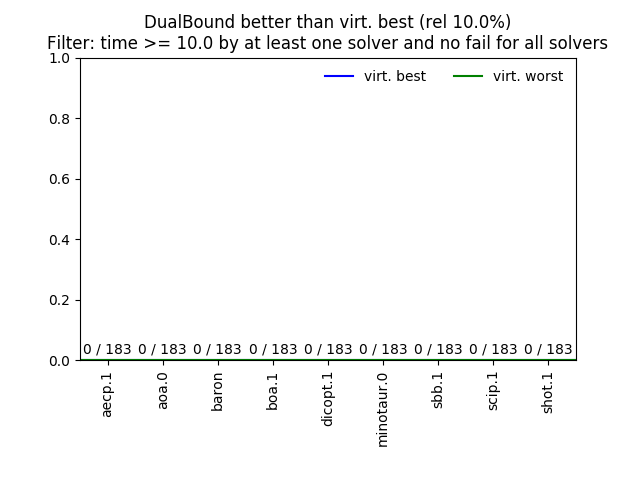 DualBound better than virt. best (rel 10.0%)
Filter: time >= 10.0 by at least one solver and no fail for all solvers
virt. best virt. worst
1.0
0.8
0.6
0.4
0.2
0.0
0 / 183 0 / 183 0 / 183 0 / 183 0 / 183 0 / 183 0 / 183 0 / 183 0 / 183
aecp.1
aoa.0
baron
boa.1
dicopt.1
minotaur.0
sbb.1
scip.1
shot.1